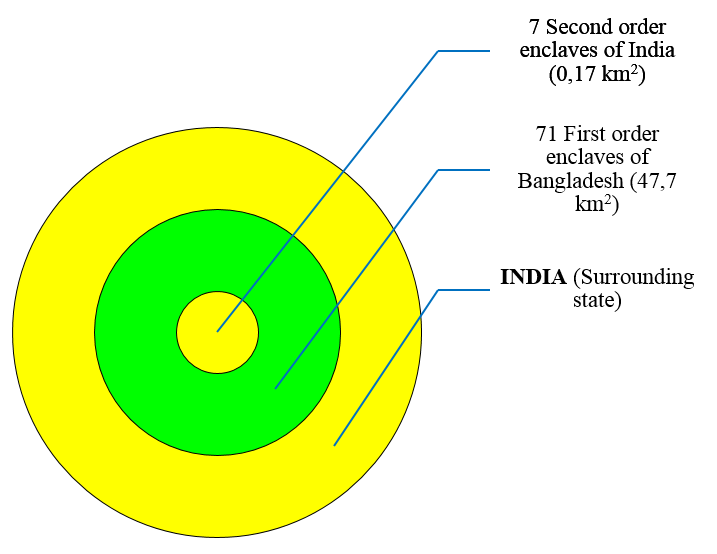 7 Second order
enclaves of India
(0,17 km²)
71 First order
enclaves of
Bangladesh (47,7
km²)
INDIA (Surrounding
state)